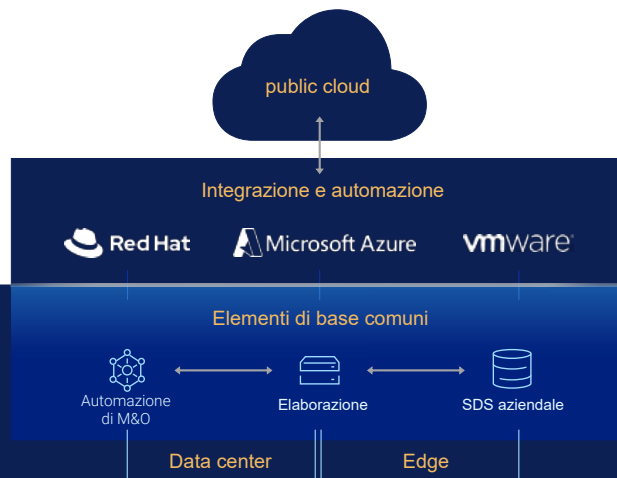 public cloud
Integrazione e automazione
Red Hat
Microsoft Azure
vmware®
Elementi di base comuni
Automazione
di M&O
Elaborazione
SDS aziendale
Data center
Edge